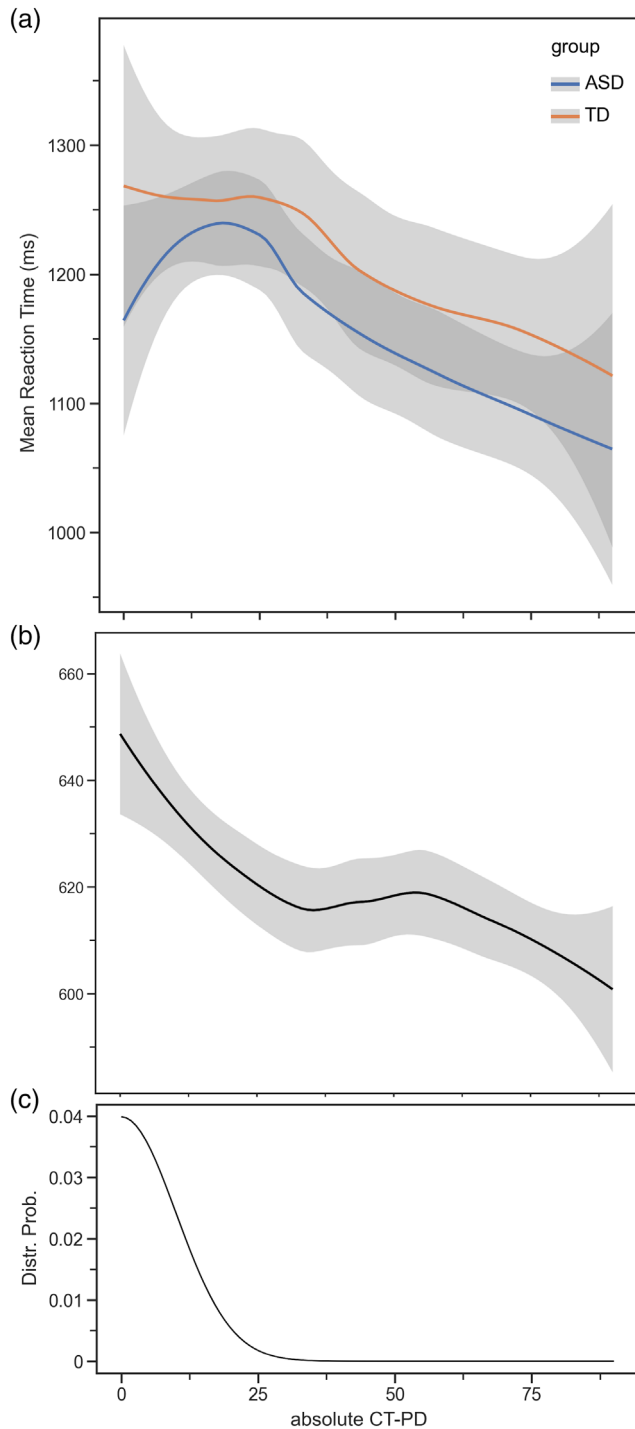 (a)
group
ASD
TD
1300
1200
1100
1000
Mean Reaction Time (ms)
(b)
660
640
620
600
(c)
0.04
0.03
0.02
0.01
0
Distr. Prob.
0 25 50 75
absolute CT-PD